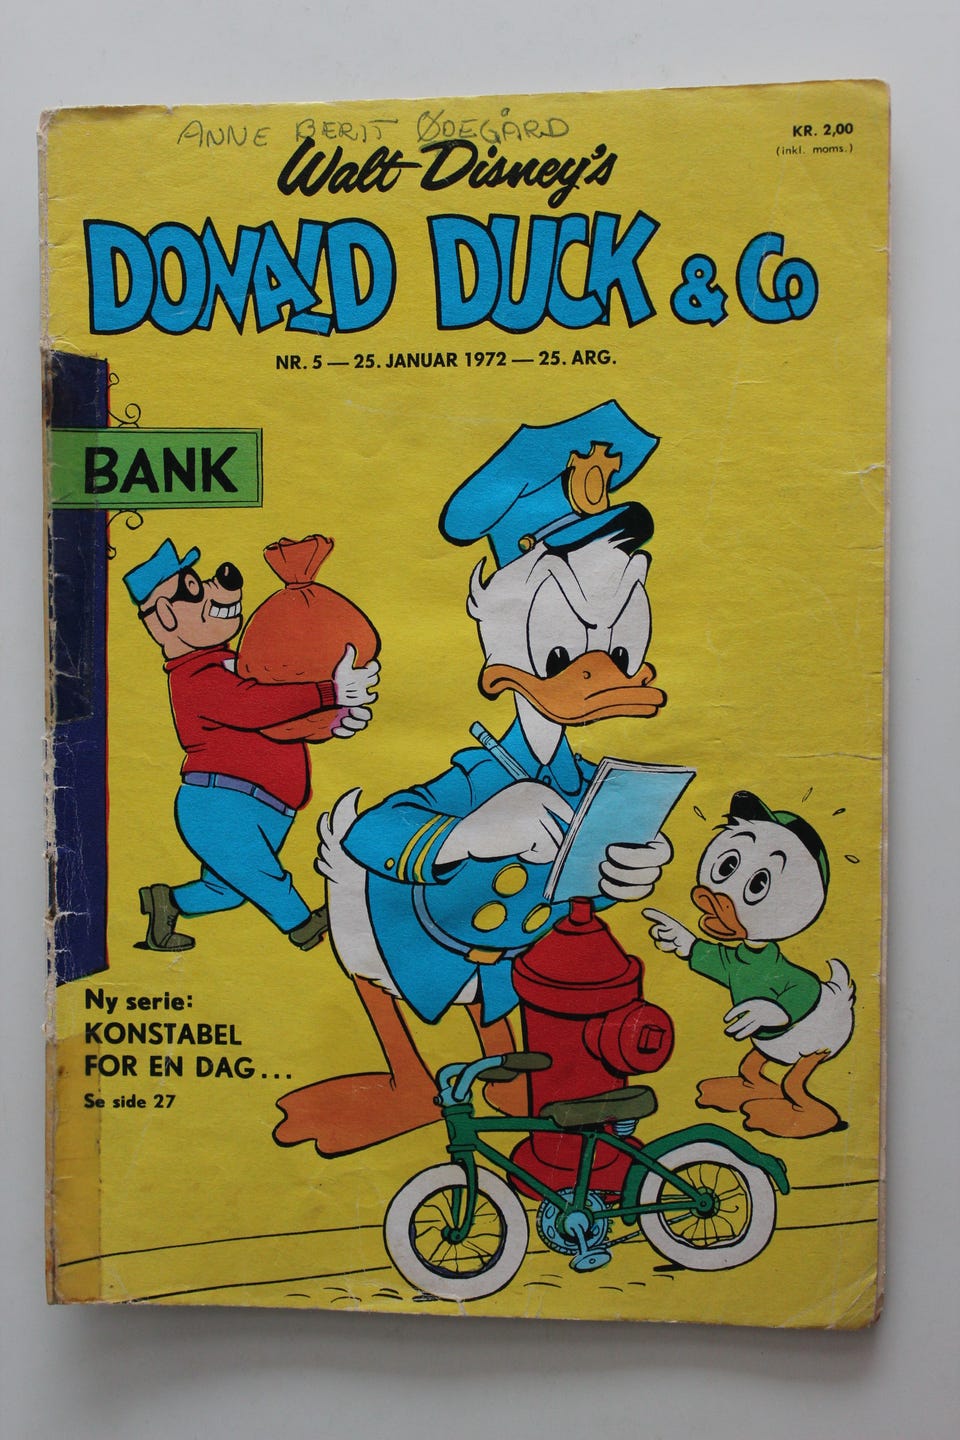 ANNE BERIT ØDEGÅRD
KR. 2,00
(inkl. moms.)
Walt Disney's
DONALD DUCK & Co
NR. 5 — 25. JANUAR 1972 — 25. ARG.
BANK
Ny serie:
KONSTABEL
FOR EN DAG...
Se side 27